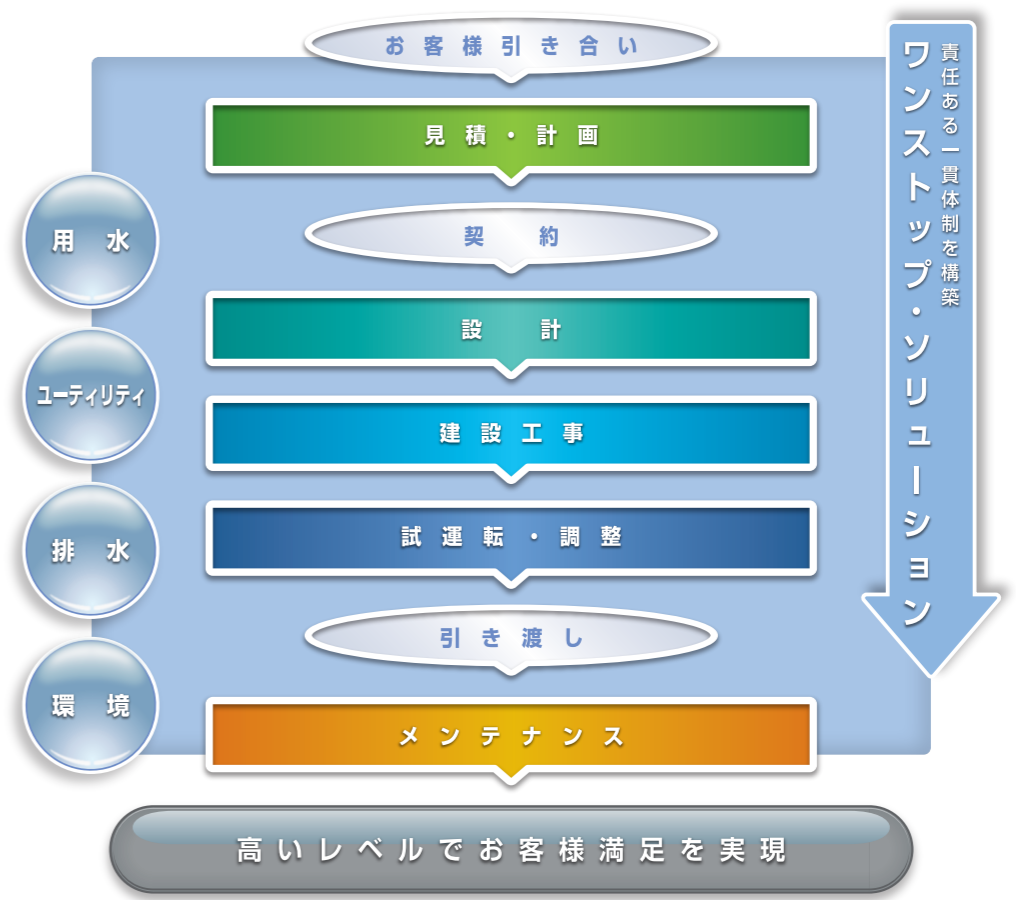 お客様引き合い
見積・計画
契約
設計
建設工事
試運転・調整
引き渡し
メンテナンス
用水
ユーティリティ
排水
環境
責任ある一貫体制を構築
ワンストップ・ソリューション
高いレベルでお客様満足を実現